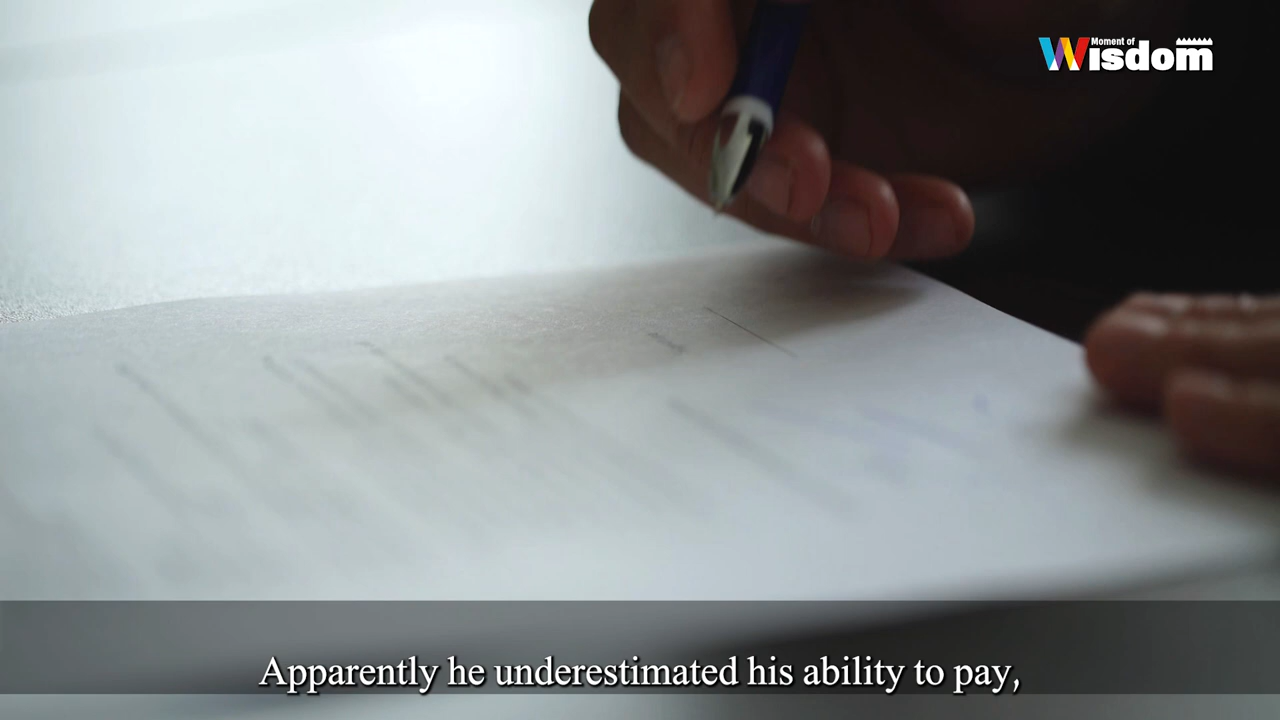 Moment of
Wisdom
Apparently he underestimated his ability to pay,